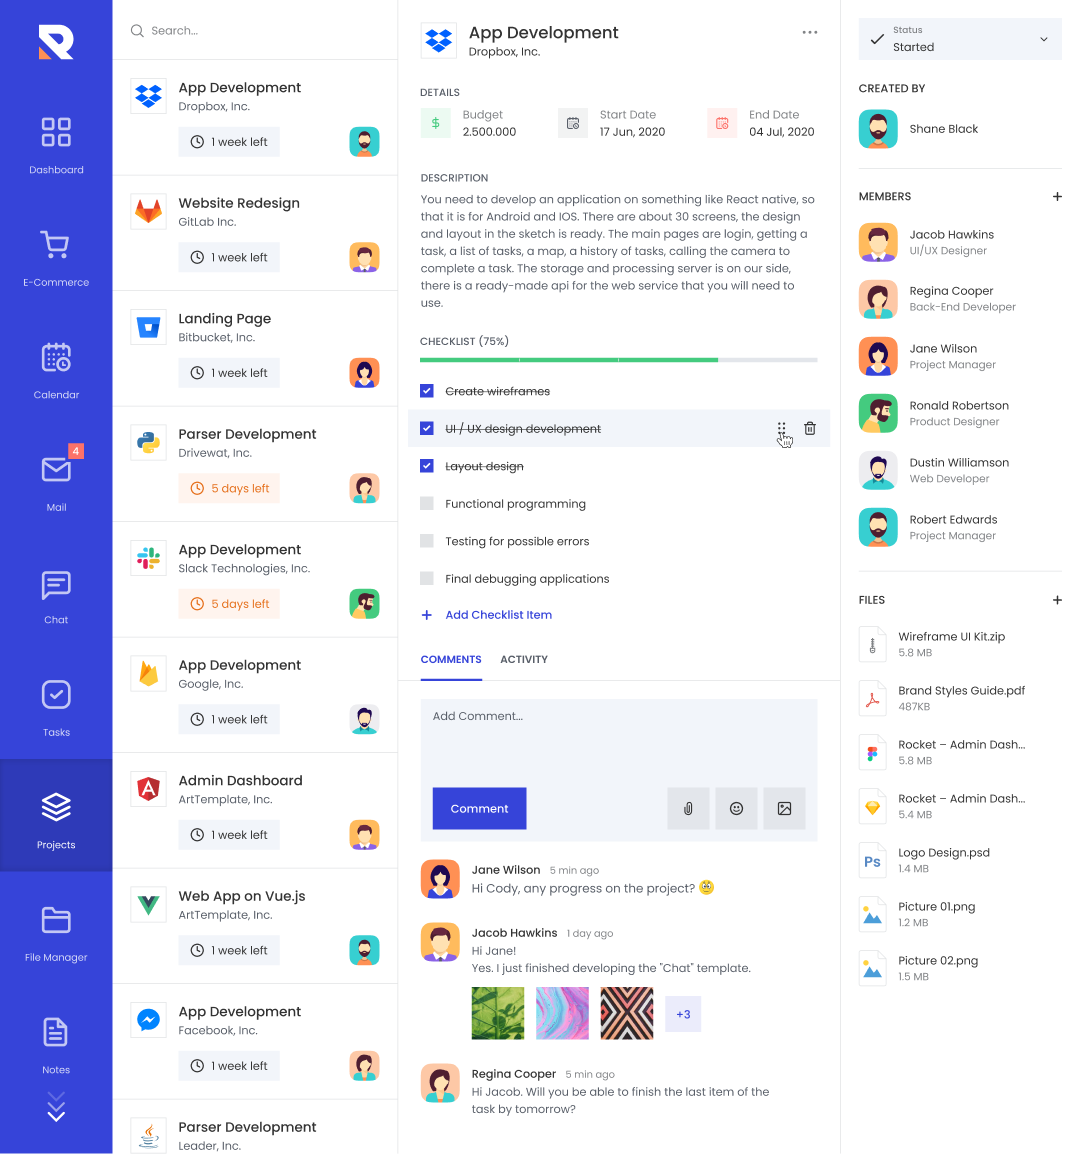 Dashboard
E-Commerce
Calendar
4
Mail
Chat
Tasks
Projects
File Manager
Notes
Search...
App Development
Dropbox, Inc.
1 week left
Website Redesign
GitLab Inc.
1 week left
Landing Page
Bitbucket, Inc.
1 week left
Parser Development
Drivewat, Inc.
5 days left
App Development
Slack Technologies, Inc.
5 days left
App Development
Google, Inc.
1 week left
Admin Dashboard
ArtTemplate, Inc.
1 week left
Web App on Vue.js
ArtTemplate, Inc.
1 week left
App Development
Facebook, Inc.
1 week left
Parser Development
Leader, Inc.
App Development
Dropbox, Inc.
DETAILS
$
Budget
2.500.000
Start Date
17 Jun, 2020
End Date
04 Jul, 2020
DESCRIPTION
You need to develop an application on something like React native, so
that it is for Android and IOS. There are about 30 screens, the design
and layout in the sketch is ready. The main pages are login, getting a
task, a list of tasks, a map, a history of tasks, calling the camera to
complete a task. The storage and processing server is on our side,
there is a ready-made api for the web service that you will need to
use.
CHECKLIST (75%)
Create wireframes
UI / UX design development
Layout design
Functional programming
Testing for possible errors
Final debugging applications
+ Add Checklist Item
COMMENTS ACTIVITY
Add Comment...
Comment
Jane Wilson 5 min ago
Hi Cody, any progress on the project?
Jacob Hawkins 1 day ago
Hi Jane!
Yes. I just finished developing the "Chat" template.
+3
Regina Cooper 5 min ago
Hi Jacob. Will you be able to finish the last item of the
task by tomorrow?
Status
Started
CREATED BY
Shane Black
MEMBERS +
Jacob Hawkins
UI/UX Designer
Regina Cooper
Back-End Developer
Jane Wilson
Project Manager
Ronald Robertson
Product Designer
Dustin Williamson
Web Developer
Robert Edwards
Project Manager
FILES +
Wireframe UI Kit.zip
5.8 MB
Brand Styles Guide.pdf
487KB
Rocket – Admin Dash...
5.8 MB
Rocket – Admin Dash...
5.4 MB
Ps
Logo Design.psd
1.4 MB
Picture 01.png
1.2 MB
Picture 02.png
1.5 MB